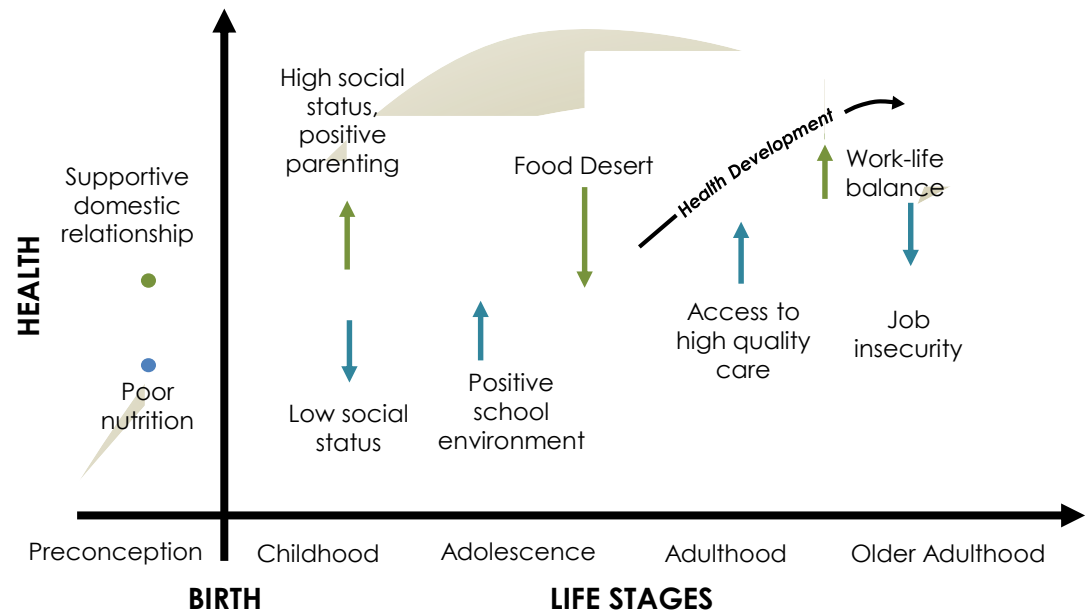 High social
status,
positive
parenting
Supportive
domestic
relationship
HEALTH
Poor
nutrition
Low social
status
Food Desert
Positive
school
environment
Health Development
Work-life
balance
Access to
high quality
care
Job
insecurity
Preconception
Childhood
Adolescence
Adulthood
Older Adulthood
BIRTH
LIFE STAGES